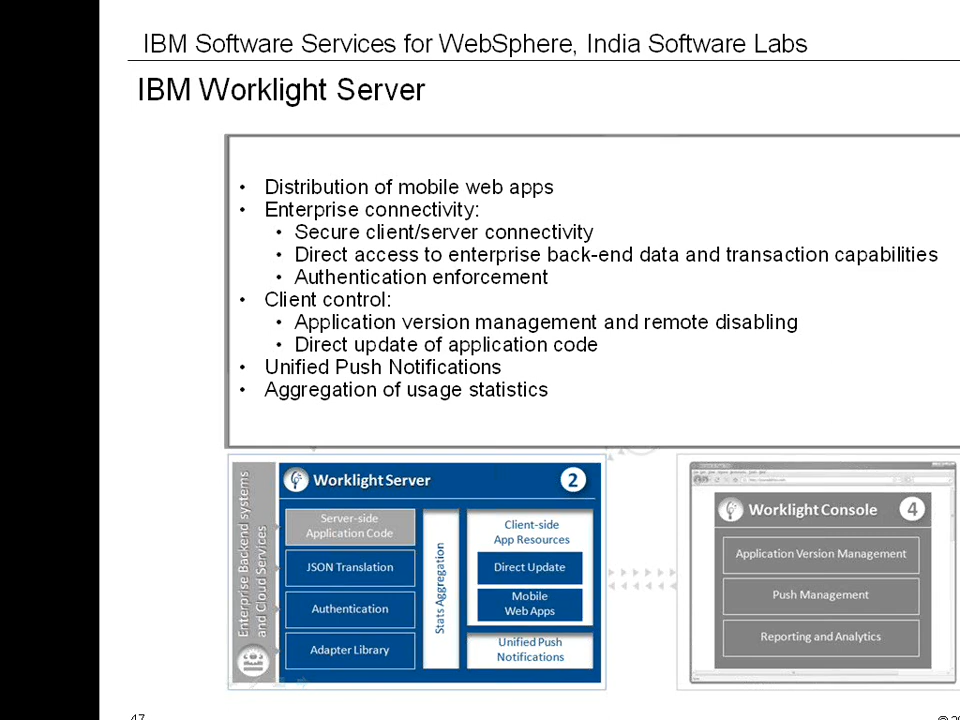 IBM Software Services for WebSphere, India Software Labs
IBM Worklight Server
• Distribution of mobile web apps
• Enterprise connectivity:
• Secure client/server connectivity
• Direct access to enterprise back-end data and transaction capabilities
• Authentication enforcement
• Client control:
• Application version management and remote disabling
• Direct update of application code
• Unified Push Notifications
• Aggregation of usage statistics
Enterprise Backend systems
and Cloud Services
Worklight Server
2
Server-side
Application Code
JSON Translation
Authentication
Adapter Library
Stats Aggregation
Client-side
App Resources
Direct Update
Mobile
Web Apps
Unified Push
Notifications
Worklight Console
4
Application Version Management
Push Management
Reporting and Analytics
47